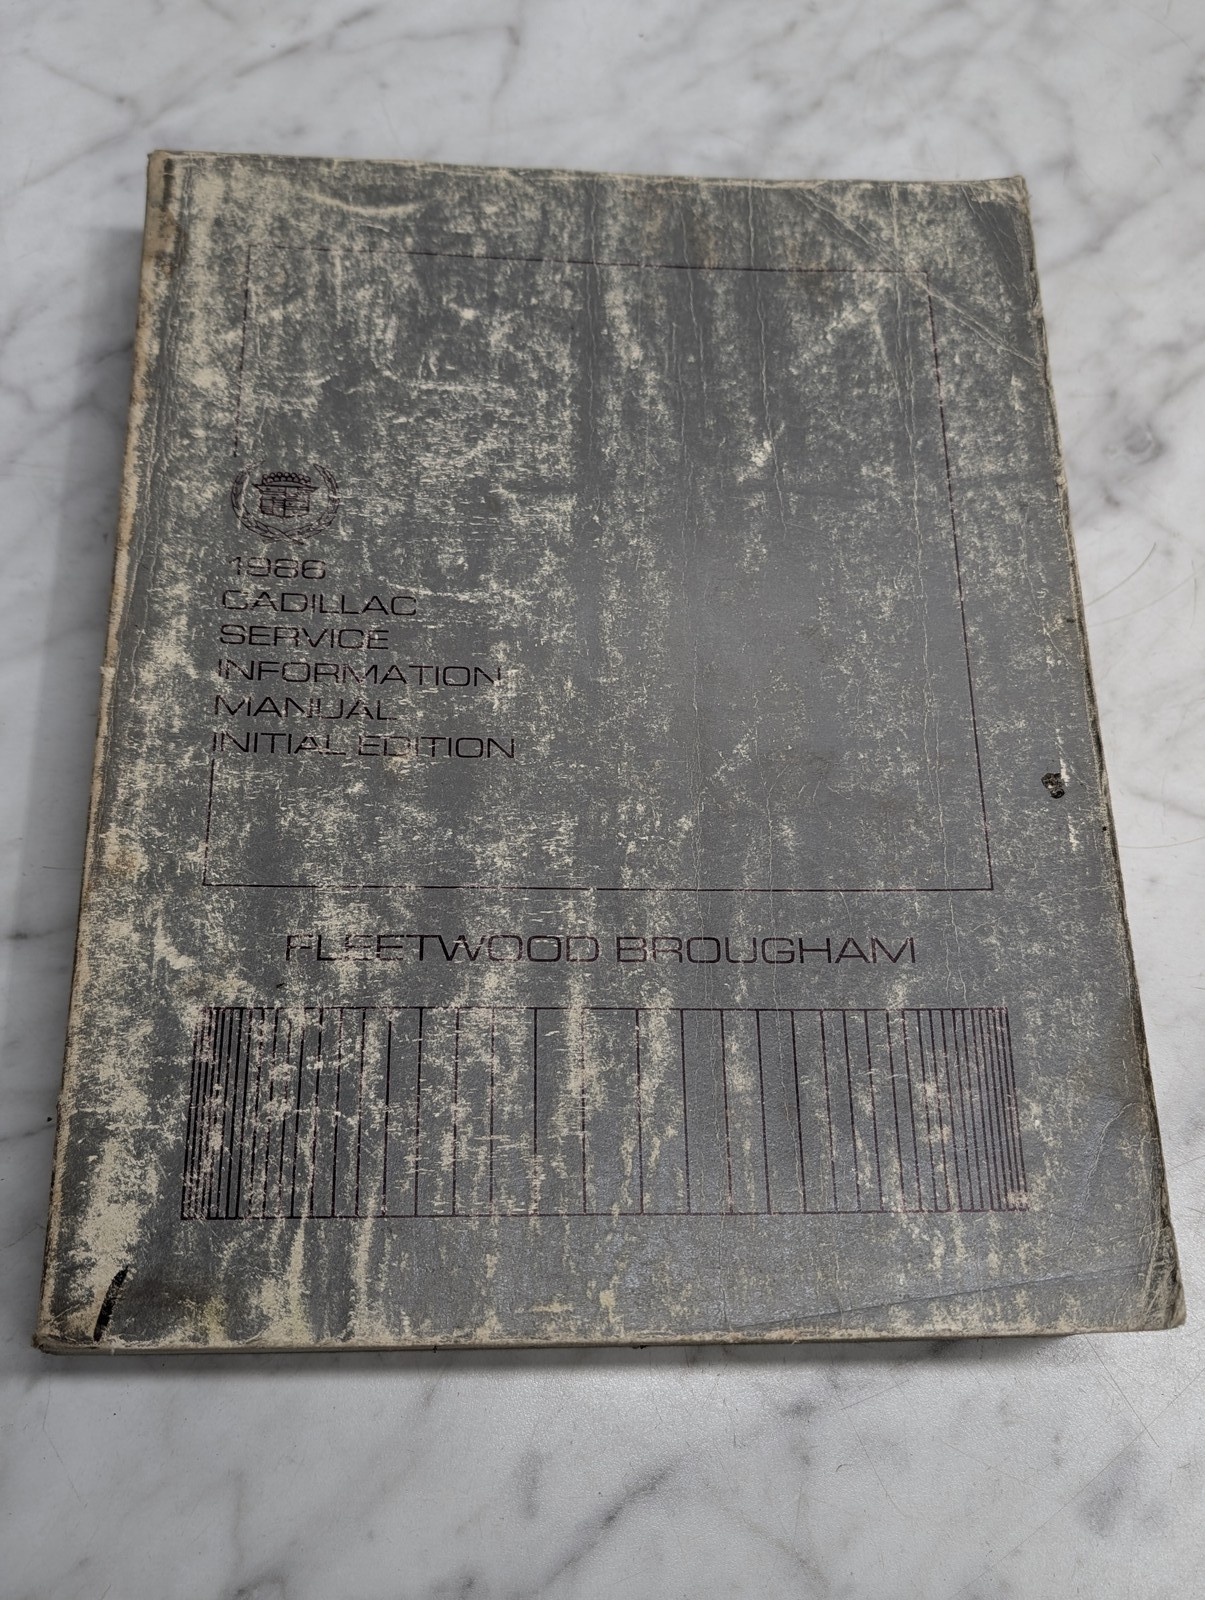 1986
CADILLAC
SERVICE
INFORMATION
MANUAL
INITIAL EDITION
FLEETWOOD BROUGHAM